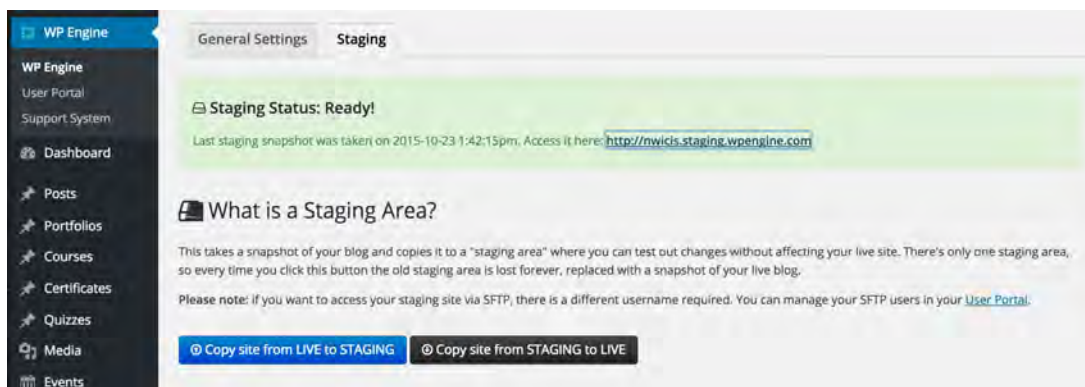 WP Engine
WP Engine
User Portal
Support System
Dashboard
Posts
Portfolios
Courses
Certificates
Quizzes
Media
Events
General Settings Staging
Staging Status: Ready!
Last staging snapshot was taken on 2015-10-23 1:42:15pm. Access it here: http://nwicis.staging.wpengine.com
What is a Staging Area?
This takes a snapshot of your blog and copies it to a "staging area" where you can test out changes without affecting your live site. There's only one staging area,
so every time you click this button the old staging area is lost forever, replaced with a snapshot of your live blog.
Please note: if you want to access your staging site via SFTP, there is a different username required. You can manage your SFTP users in your User Portal.
Copy site from LIVE to STAGING Copy site from STAGING to LIVE